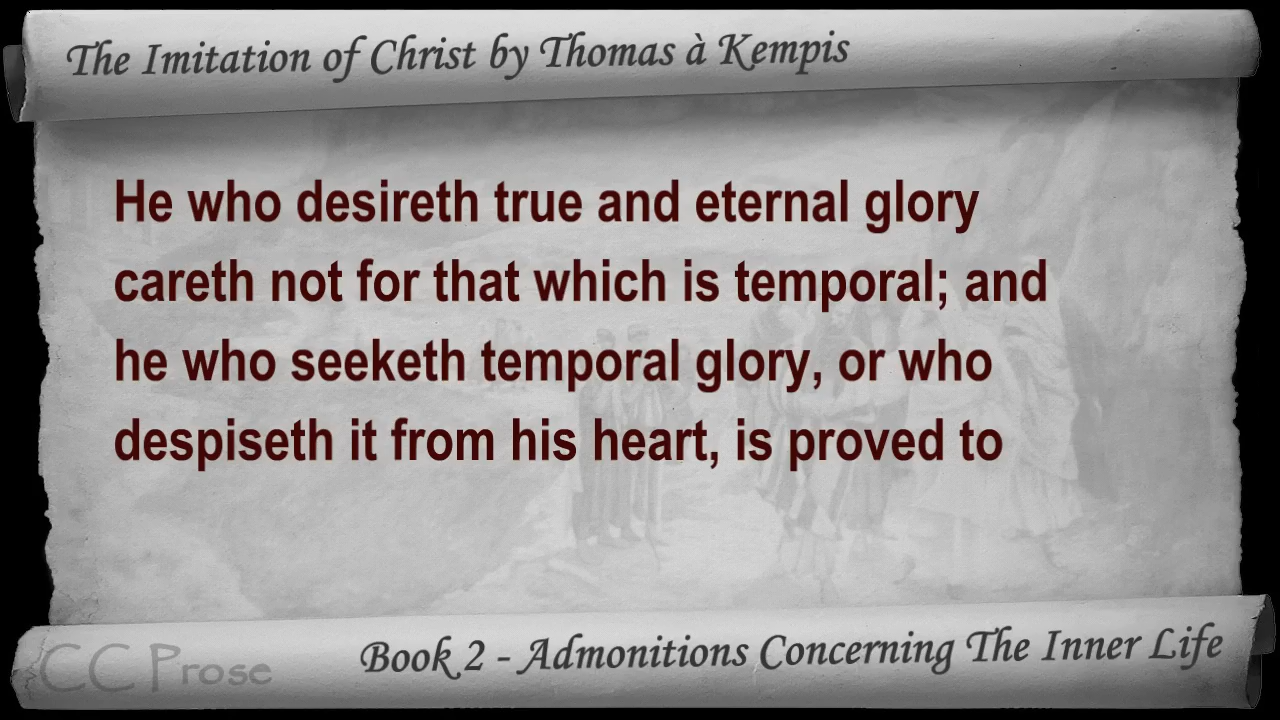 The Imitation of Christ by Thomas à Kempis
He who desireth true and eternal glory
careth not for that which is temporal; and
he who seeketh temporal glory, or who
despiseth it from his heart, is proved to
Book 2 - Admonitions Concerning The Inner Life
CC Prose